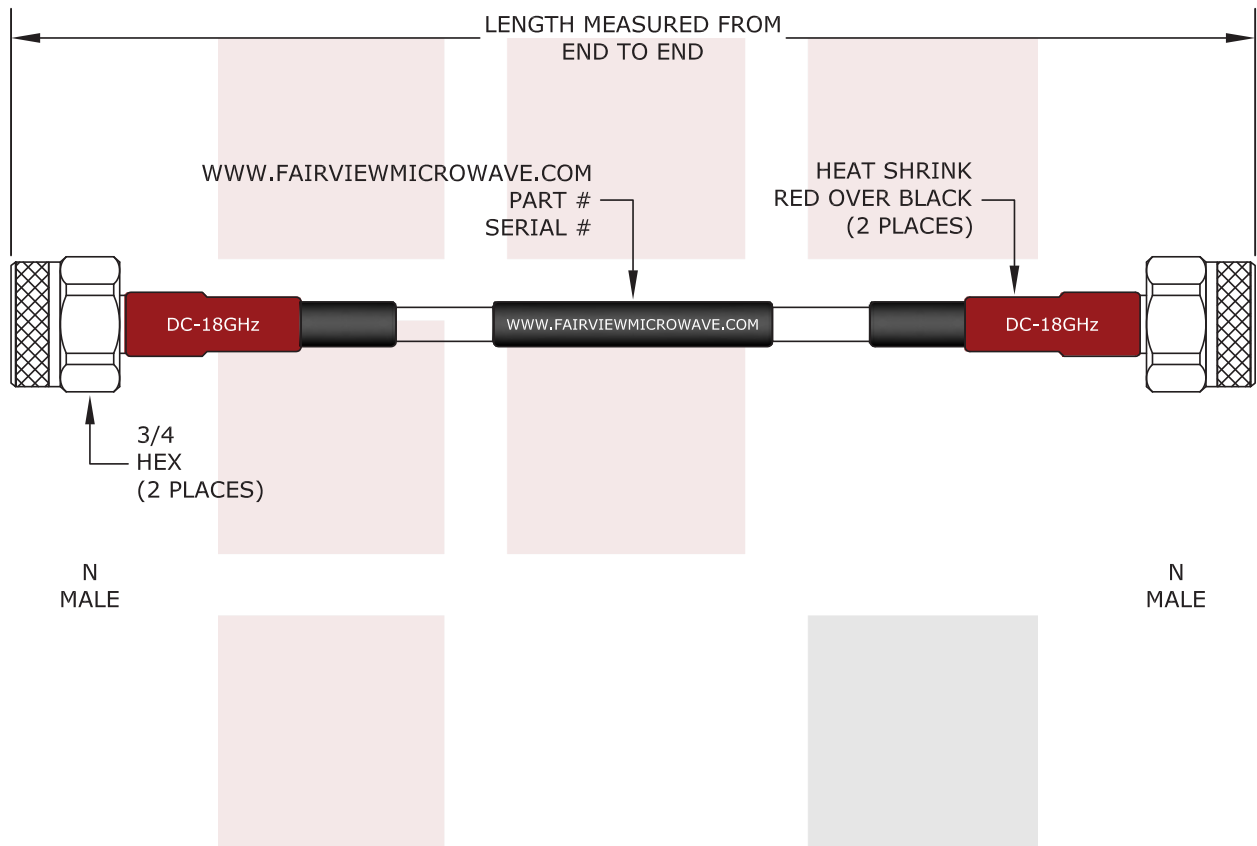 LENGTH MEASURED FROM
END TO END
WWW.FAIRVIEWMICROWAVE.COM
PART #
SERIAL #
HEAT SHRINK
RED OVER BLACK
(2 PLACES)
DC-18GHz
WWW.FAIRVIEWMICROWAVE.COM
DC-18GHz
3/4
HEX
(2 PLACES)
N
MALE
N
MALE